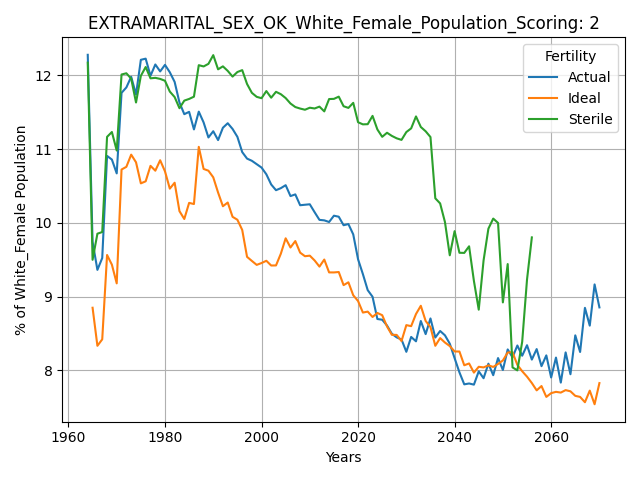 EXTRAMARITAL_SEX_OK_White_Female_Population_Scoring: 2
Fertility
Actual
Ideal
Sterile
% of White_Female Population
12
11
10
9
8
1960
1980
2000
2020
2040
2060
Years